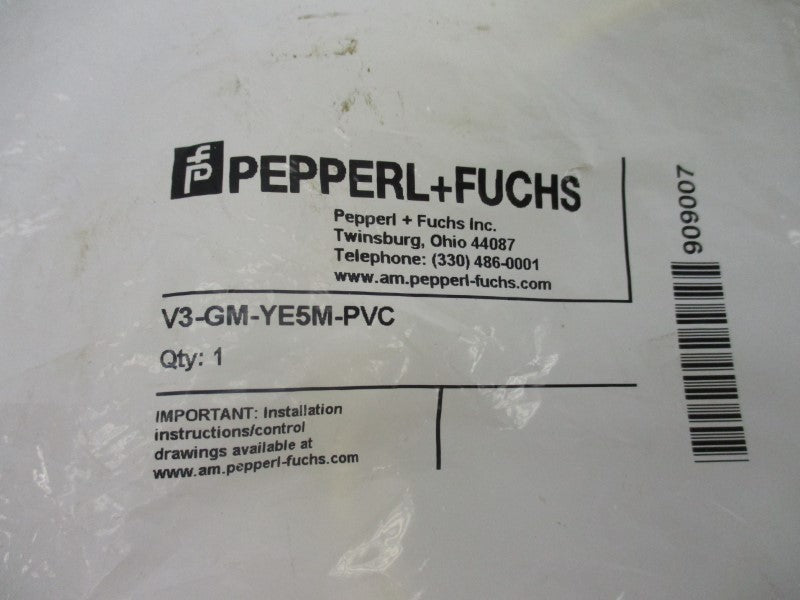 PEPPERL+FUCHS
Pepperl + Fuchs Inc.
Twinsburg, Ohio 44087
Telephone: (330) 486-0001
www.am.pepperl-fuchs.com
V3-GM-YE5M-PVC
Qty: 1
IMPORTANT: Installation
instructions/control
drawings available at
www.am.pepperl-fuchs.com
909007